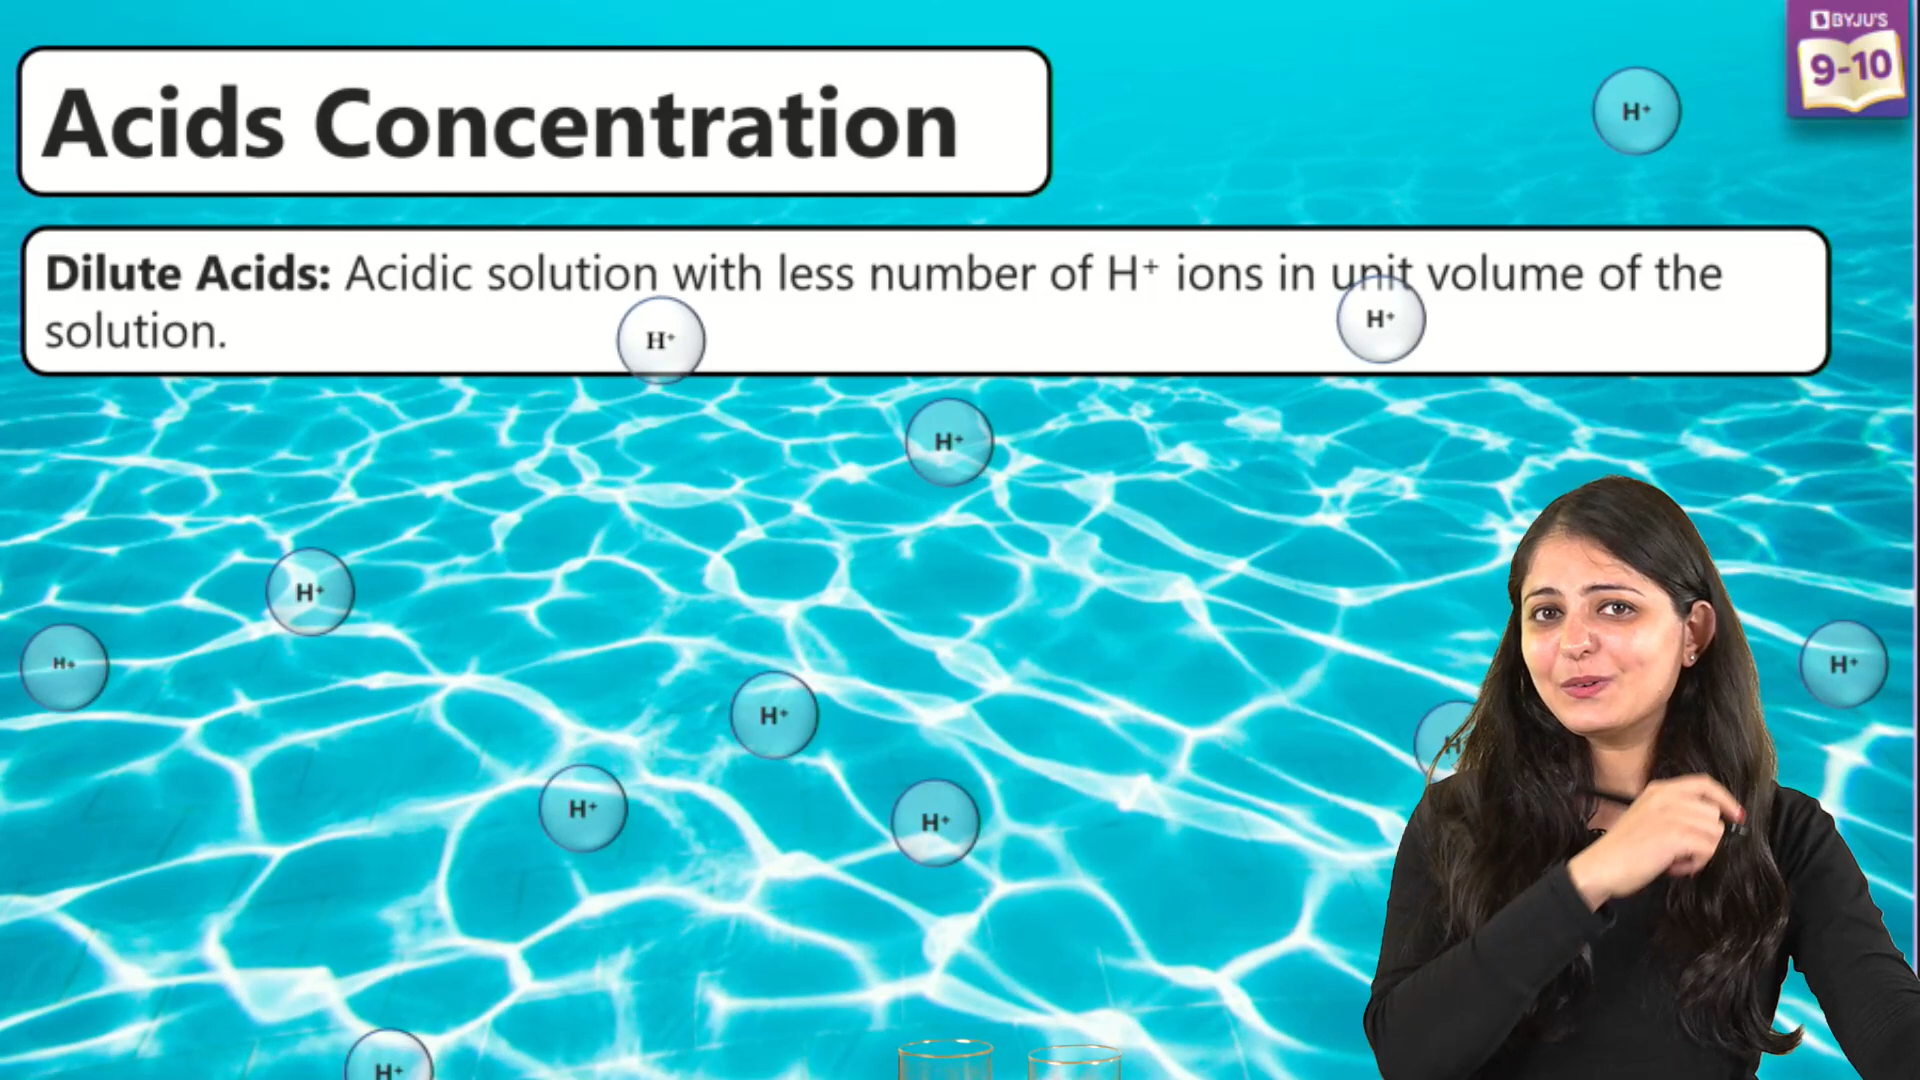 BYJU'S
9-10
Acids Concentration
H⁺
Dilute Acids: Acidic solution with less number of H⁺ ions in unit volume of the
solution.
H⁺
H⁺
H⁺
H⁺
H+
H⁺
H⁺
H⁺
H⁺
H⁺
H⁺